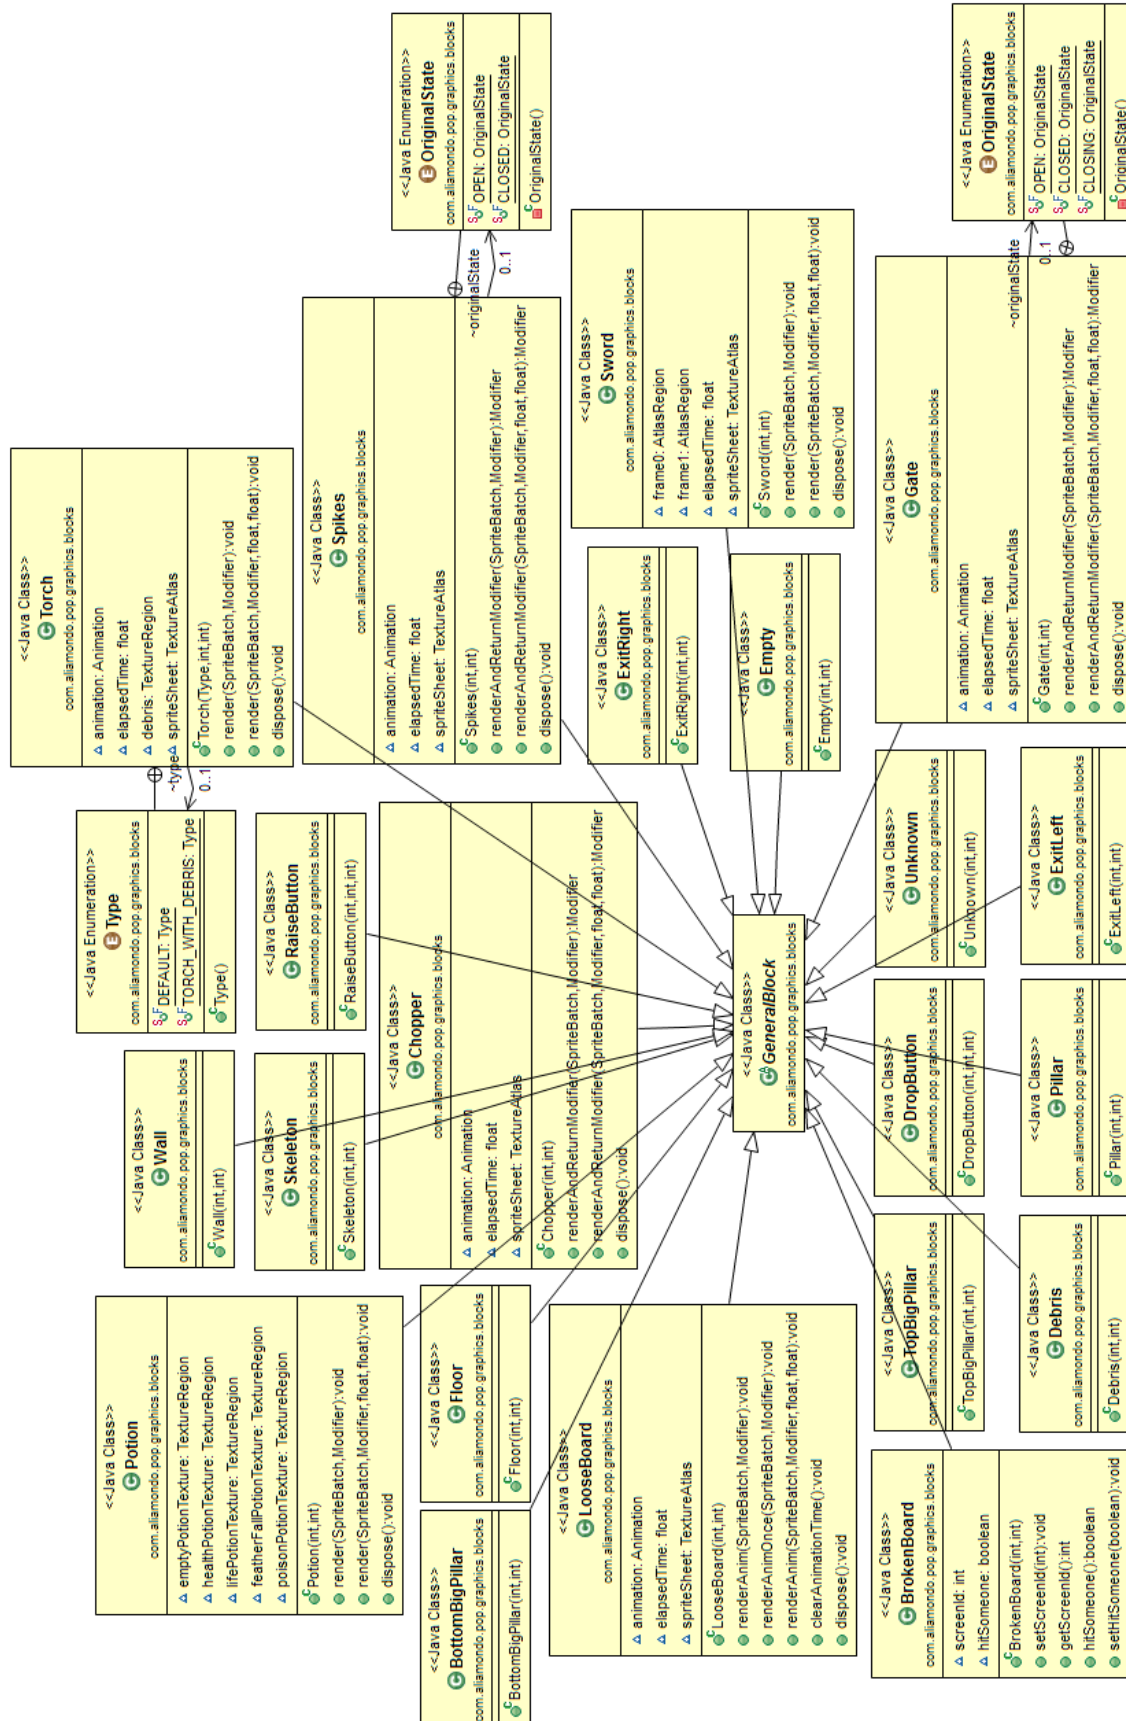 <<Java Class>>
Potion
com.aliamondo.pop.graphics.blocks
emptyPotionTexture: TextureRegion
healthPotionTexture: TextureRegion
lifePotionTexture: TextureRegion
featherFallPotionTexture: TextureRegion
poisonPotionTexture: TextureRegion
Potion(int,int)
render(SpriteBatch,Modifier):void
render(SpriteBatch,Modifier,float,float):void
dispose():void
<<Java Class>>
Wall
com.aliamondo.pop.graphics.blocks
Wall(int,int)
<<Java Enumeration>>
Type
com.aliamondo.pop.graphics.blocks
DEFAULT: Type
TORCH_WITH_DEBRIS: Type
Type()
~type
0..1
<<Java Class>>
Torch
com.aliamondo.pop.graphics.blocks
animation: Animation
elapsedTime: float
debris: TextureRegion
spriteSheet: TextureAtlas
Torch(Type,int,int)
render(SpriteBatch,Modifier):void
render(SpriteBatch,Modifier,float,float):void
dispose():void
<<Java Class>>
Skeleton
com.aliamondo.pop.graphics.blocks
Skeleton(int,int)
<<Java Class>>
RaiseButton
com.aliamondo.pop.graphics.blocks
RaiseButton(int,int,int)
<<Java Class>>
Spikes
com.aliamondo.pop.graphics.blocks
animation: Animation
elapsedTime: float
spriteSheet: TextureAtlas
Spikes(int,int)
renderAndReturnModifier(SpriteBatch,Modifier):Modifier
renderAndReturnModifier(SpriteBatch,Modifier,float,float):Modifier
dispose():void
~originalState
0..1
<<Java Enumeration>>
OriginalState
com.aliamondo.pop.graphics.blocks
OPEN: OriginalState
CLOSED: OriginalState
OriginalState()
<<Java Class>>
BottomBigPillar
com.aliamondo.pop.graphics.blocks
BottomBigPillar(int,int)
<<Java Class>>
Floor
com.aliamondo.pop.graphics.blocks
Floor(int,int)
<<Java Class>>
Chopper
com.aliamondo.pop.graphics.blocks
animation: Animation
elapsedTime: float
spriteSheet: TextureAtlas
Chopper(int,int)
renderAndReturnModifier(SpriteBatch,Modifier):Modifier
renderAndReturnModifier(SpriteBatch,Modifier,float,float):Modifier
dispose():void
<<Java Class>>
LooseBoard
com.aliamondo.pop.graphics.blocks
animation: Animation
elapsedTime: float
spriteSheet: TextureAtlas
LooseBoard(int,int)
renderAnim(SpriteBatch,Modifier):void
renderAnimOnce(SpriteBatch,Modifier):void
renderAnim(SpriteBatch,Modifier,float,float):void
clearAnimationTime():void
dispose():void
<<Java Class>>
ExitRight
com.aliamondo.pop.graphics.blocks
ExitRight(int,int)
<<Java Class>>
Sword
com.aliamondo.pop.graphics.blocks
frame0: AtlasRegion
frame1: AtlasRegion
elapsedTime: float
spriteSheet: TextureAtlas
Sword(int,int)
render(SpriteBatch,Modifier):void
render(SpriteBatch,Modifier,float,float):void
dispose():void
<<Java Class>>
GeneralBlock
com.aliamondo.pop.graphics.blocks
<<Java Class>>
Empty
com.aliamondo.pop.graphics.blocks
Empty(int,int)
<<Java Class>>
BrokenBoard
com.aliamondo.pop.graphics.blocks
screenId: int
hitSomeone: boolean
BrokenBoard(int,int)
setScreenId(int):void
getScreenId():int
hitSomeone():boolean
setHitSomeone(boolean):void
<<Java Class>>
TopBigPillar
com.aliamondo.pop.graphics.blocks
TopBigPillar(int,int)
<<Java Class>>
DropButton
com.aliamondo.pop.graphics.blocks
DropButton(int,int,int)
<<Java Class>>
Unknown
com.aliamondo.pop.graphics.blocks
Unknown(int,int)
<<Java Class>>
Gate
com.aliamondo.pop.graphics.blocks
animation: Animation
elapsedTime: float
spriteSheet: TextureAtlas
Gate(int,int)
renderAndReturnModifier(SpriteBatch,Modifier):Modifier
renderAndReturnModifier(SpriteBatch,Modifier,float,float):Modifier
dispose():void
~originalState
0..1
<<Java Enumeration>>
OriginalState
com.aliamondo.pop.graphics.blocks
OPEN: OriginalState
CLOSED: OriginalState
CLOSING: OriginalState
OriginalState()
<<Java Class>>
Debris
com.aliamondo.pop.graphics.blocks
Debris(int,int)
<<Java Class>>
Pillar
com.aliamondo.pop.graphics.blocks
Pillar(int,int)
<<Java Class>>
ExitLeft
com.aliamondo.pop.graphics.blocks
ExitLeft(int,int)